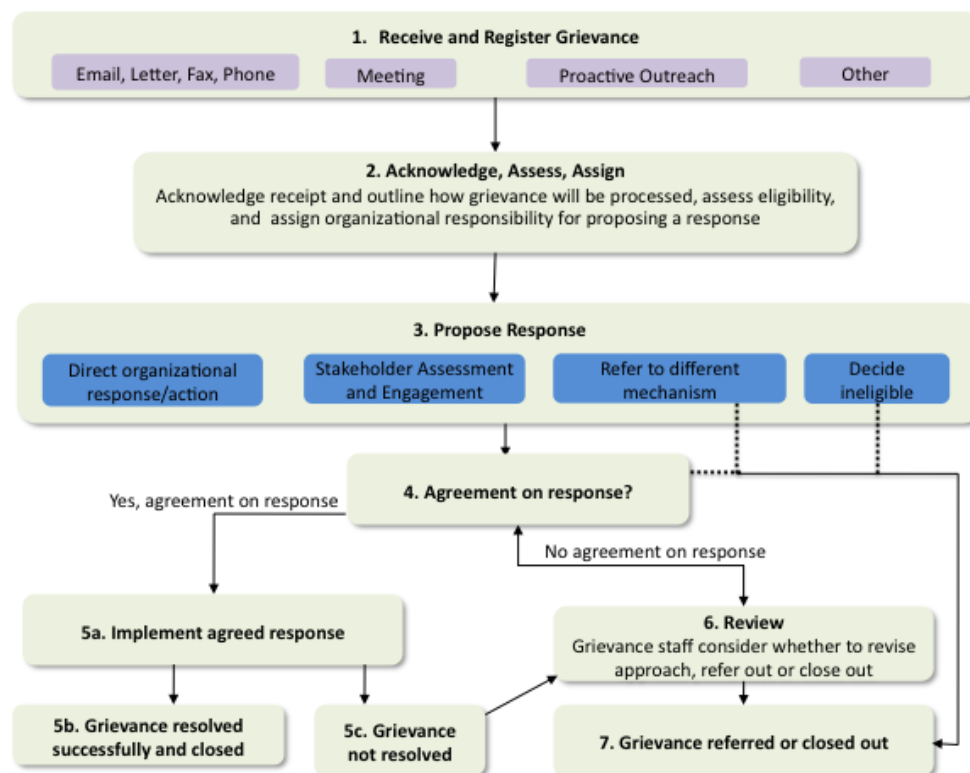 1. Receive and Register Grievance
Email, Letter, Fax, Phone
Meeting
Proactive Outreach
Other
2. Acknowledge, Assess, Assign
Acknowledge receipt and outline how grievance will be processed, assess eligibility,
and assign organizational responsibility for proposing a response
3. Propose Response
Direct organizational
response/action
Stakeholder Assessment
and Engagement
Refer to different
mechanism
Decide
ineligible
4. Agreement on response?
Yes, agreement on response
No agreement on response
5a. Implement agreed response
6. Review
Grievance staff consider whether to revise
approach, refer out or close out
5b. Grievance resolved
successfully and closed
5c. Grievance
not resolved
7. Grievance referred or closed out